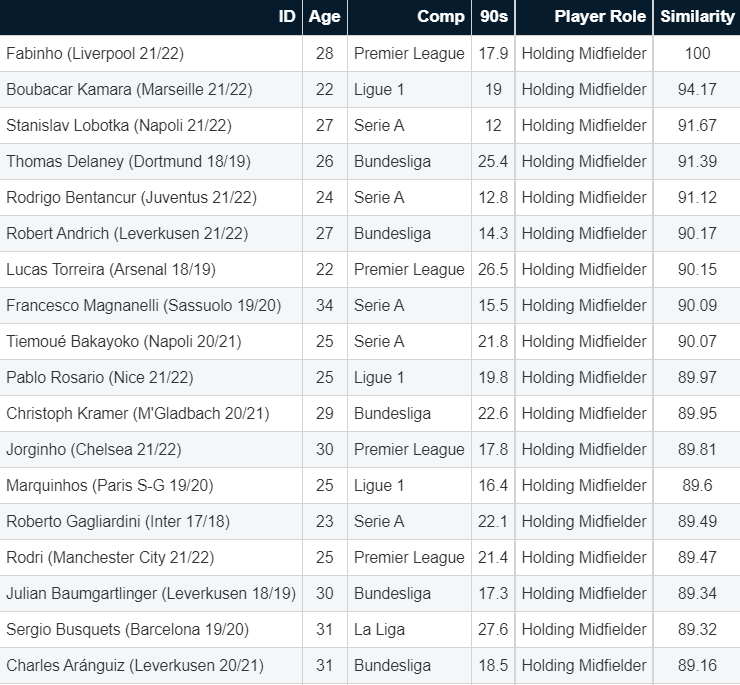 ID Age Comp 90s Player Role Similarity
Fabinho (Liverpool 21/22) 28 Premier League 17.9 Holding Midfielder 100
Boubacar Kamara (Marseille 21/22) 22 Ligue 1 19 Holding Midfielder 94.17
Stanislav Lobotka (Napoli 21/22) 27 Serie A 12 Holding Midfielder 91.67
Thomas Delaney (Dortmund 18/19) 26 Bundesliga 25.4 Holding Midfielder 91.39
Rodrigo Bentancur (Juventus 21/22) 24 Serie A 12.8 Holding Midfielder 91.12
Robert Andrich (Leverkusen 21/22) 27 Bundesliga 14.3 Holding Midfielder 90.17
Lucas Torreira (Arsenal 18/19) 22 Premier League 26.5 Holding Midfielder 90.15
Francesco Magnanelli (Sassuolo 19/20) 34 Serie A 15.5 Holding Midfielder 90.09
Tiemoué Bakayoko (Napoli 20/21) 25 Serie A 21.8 Holding Midfielder 90.07
Pablo Rosario (Nice 21/22) 25 Ligue 1 19.8 Holding Midfielder 89.97
Christoph Kramer (M'Gladbach 20/21) 29 Bundesliga 22.6 Holding Midfielder 89.95
Jorginho (Chelsea 21/22) 30 Premier League 17.8 Holding Midfielder 89.81
Marquinhos (Paris S-G 19/20) 25 Ligue 1 16.4 Holding Midfielder 89.6
Roberto Gagliardini (Inter 17/18) 23 Serie A 22.1 Holding Midfielder 89.49
Rodri (Manchester City 21/22) 25 Premier League 21.4 Holding Midfielder 89.47
Julian Baumgartlinger (Leverkusen 18/19) 30 Bundesliga 17.3 Holding Midfielder 89.34
Sergio Busquets (Barcelona 19/20) 31 La Liga 27.6 Holding Midfielder 89.32
Charles Aránguiz (Leverkusen 20/21) 31 Bundesliga 18.5 Holding Midfielder 89.16